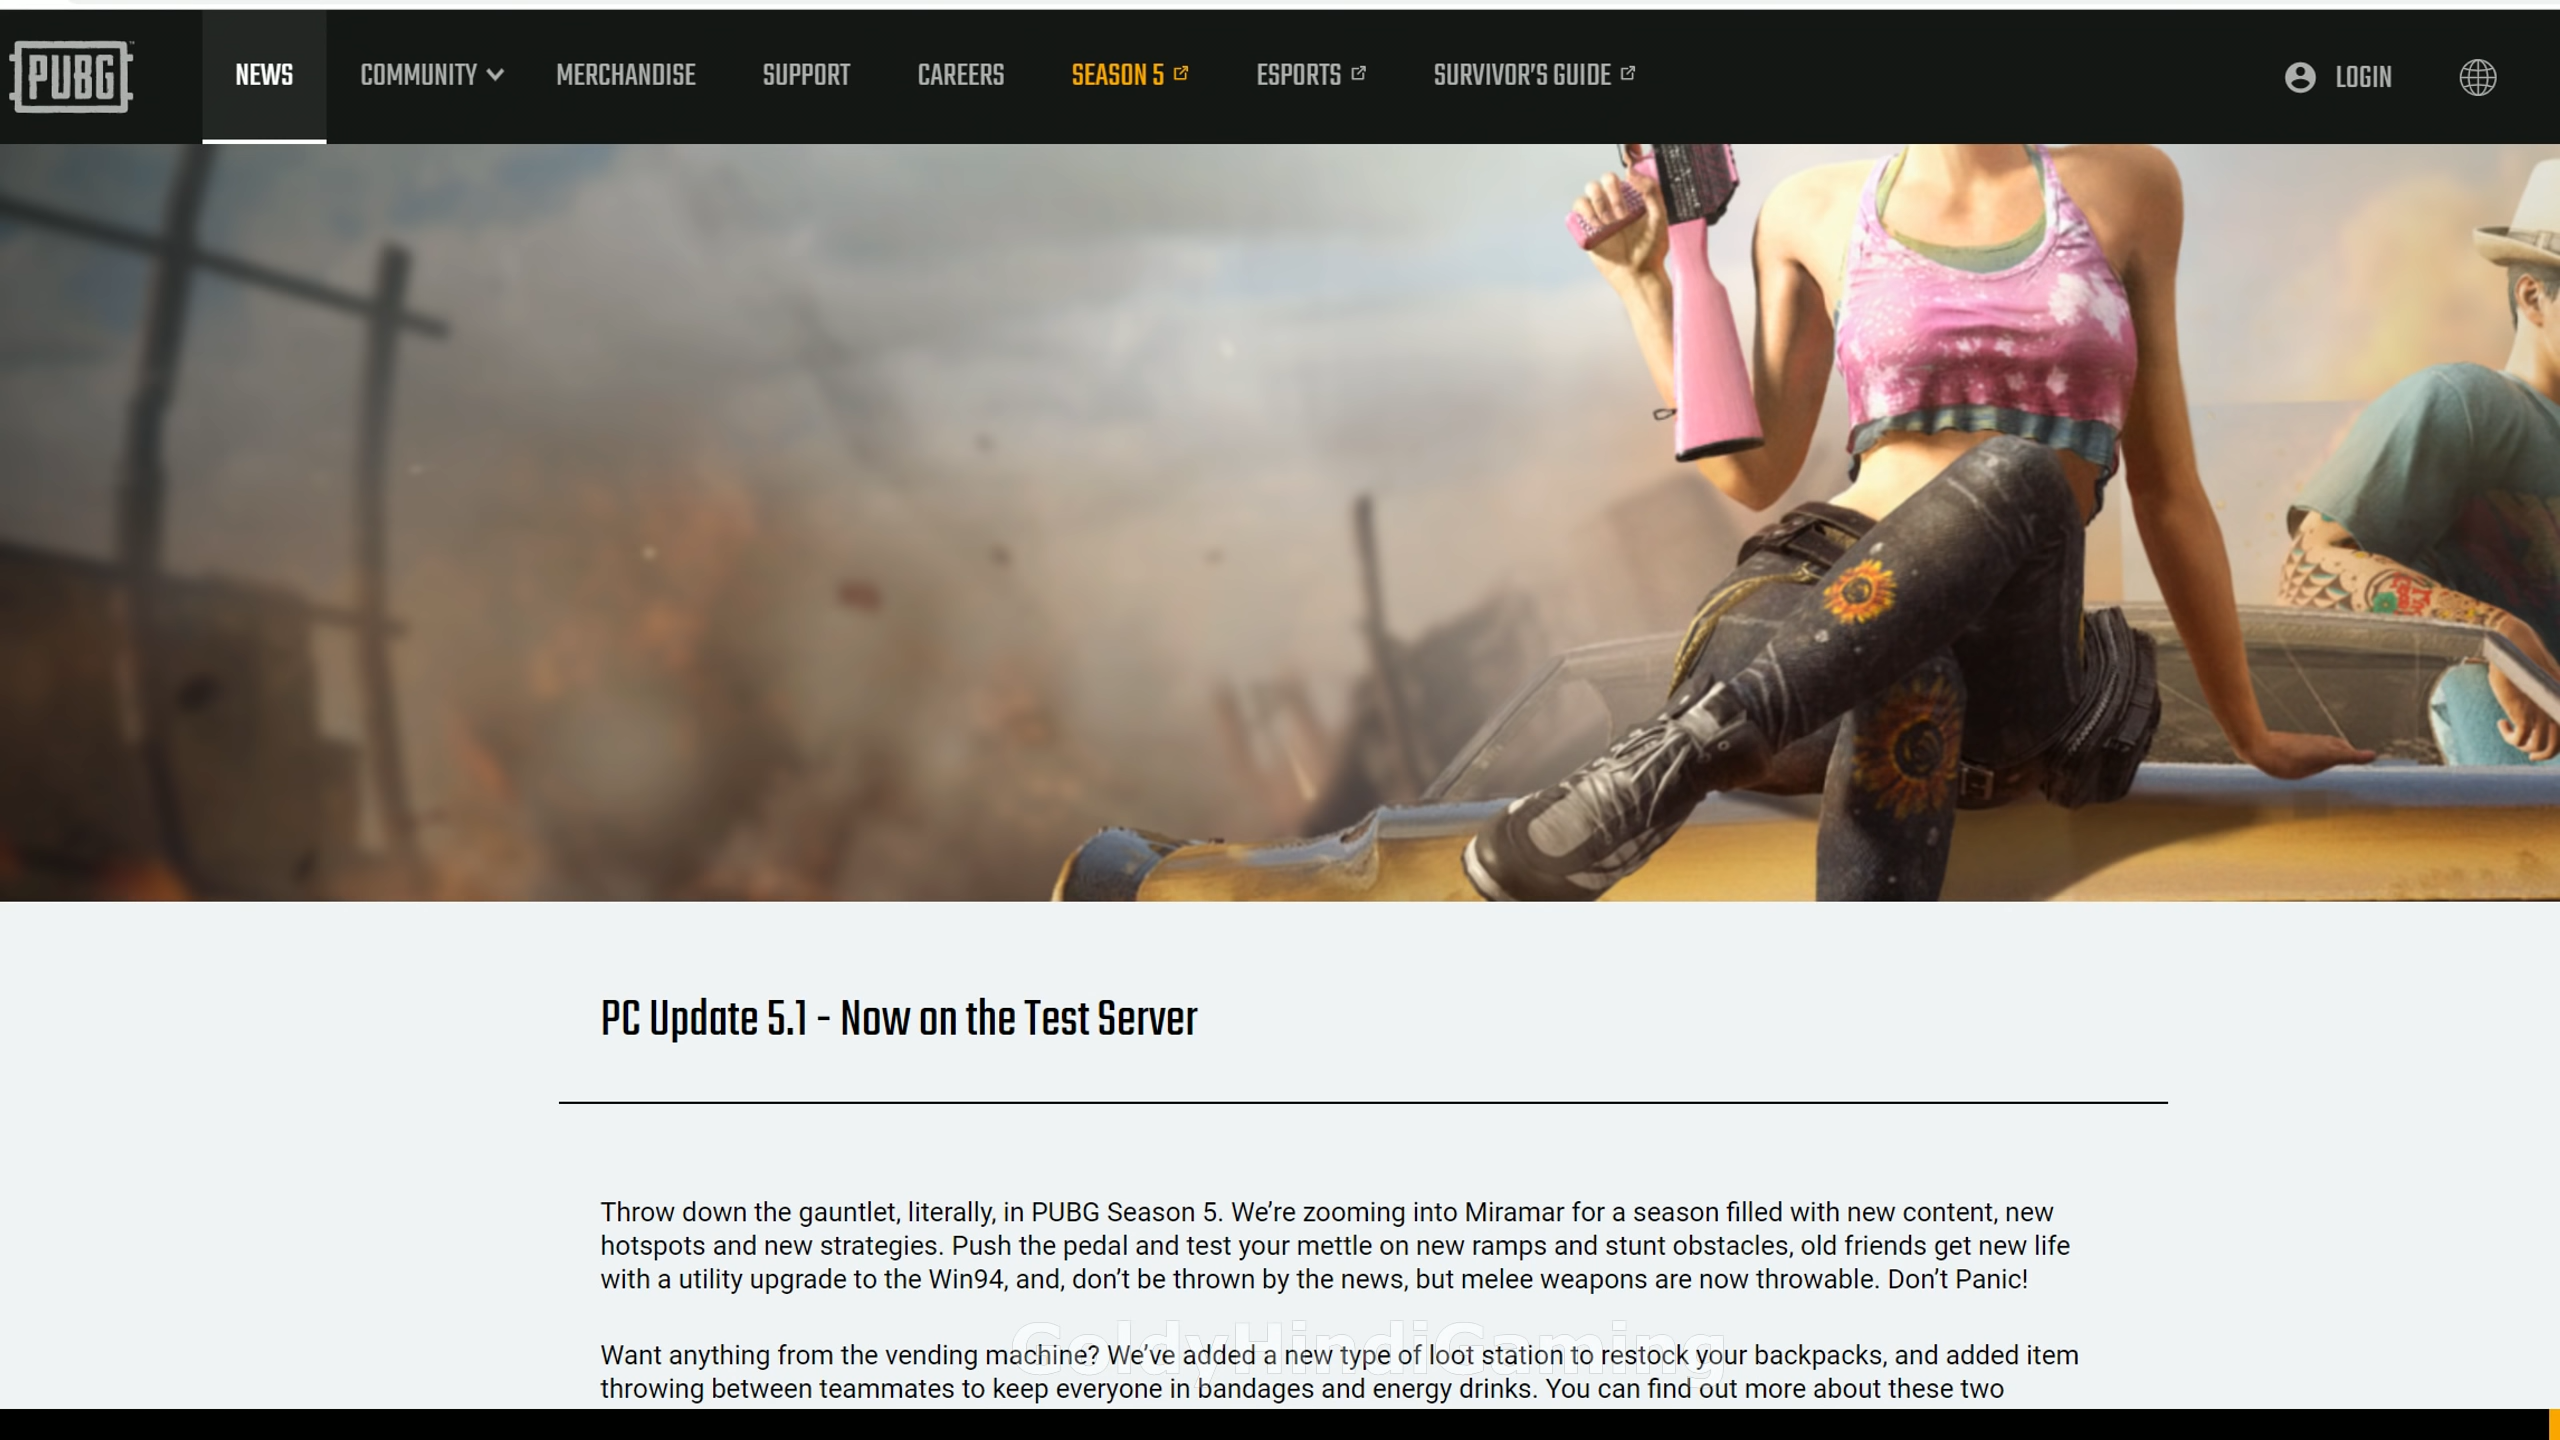 PUBG
NEWS
COMMUNITY
MERCHANDISE
SUPPORT
CAREERS
SEASON 5
ESPORTS
SURVIVOR'S GUIDE
LOGIN
PC Update 5.1 - Now on the Test Server
Throw down the gauntlet, literally, in PUBG Season 5. We’re zooming into Miramar for a season filled with new content, new
hotspots and new strategies. Push the pedal and test your mettle on new ramps and stunt obstacles, old friends get new life
with a utility upgrade to the Win94, and, don’t be thrown by the news, but melee weapons are now throwable. Don’t Panic!
Want anything from the vending machine? We’ve added a new type of loot station to restock your backpacks, and added item
throwing between teammates to keep everyone in bandages and energy drinks. You can find out more about these two
GoldyHindiGaming